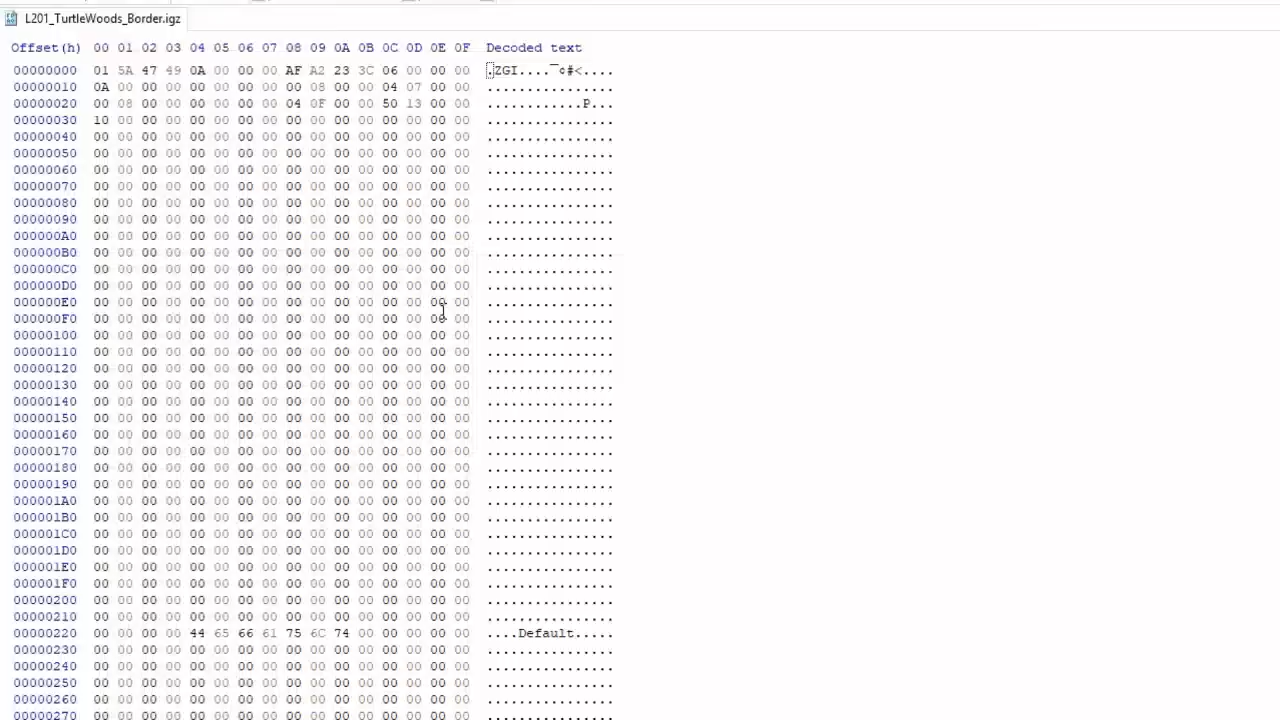 L201_TurtleWoods_Border.igz
Offset(h) 00 01 02 03 04 05 06 07 08 09 0A 0B 0C 0D 0E 0F Decoded text
00000000 01 5A 47 49 0A 00 00 00 AF A2 23 3C 06 00 00 00 .ZGI....¯¢#<....
00000010 0A 00 00 00 00 00 00 00 00 08 00 00 04 07 00 00 ................
00000020 00 08 00 00 00 00 00 00 04 0F 00 00 50 13 00 00 ............P...
00000030 10 00 00 00 00 00 00 00 00 00 00 00 00 00 00 00 ................
00000040 00 00 00 00 00 00 00 00 00 00 00 00 00 00 00 00 ................
00000050 00 00 00 00 00 00 00 00 00 00 00 00 00 00 00 00 ................
00000060 00 00 00 00 00 00 00 00 00 00 00 00 00 00 00 00 ................
00000070 00 00 00 00 00 00 00 00 00 00 00 00 00 00 00 00 ................
00000080 00 00 00 00 00 00 00 00 00 00 00 00 00 00 00 00 ................
00000090 00 00 00 00 00 00 00 00 00 00 00 00 00 00 00 00 ................
000000A0 00 00 00 00 00 00 00 00 00 00 00 00 00 00 00 00 ................
000000B0 00 00 00 00 00 00 00 00 00 00 00 00 00 00 00 00 ................
000000C0 00 00 00 00 00 00 00 00 00 00 00 00 00 00 00 00 ................
000000D0 00 00 00 00 00 00 00 00 00 00 00 00 00 00 00 00 ................
000000E0 00 00 00 00 00 00 00 00 00 00 00 00 00 00 00 00 ................
000000F0 00 00 00 00 00 00 00 00 00 00 00 00 00 00 00 00 ................
00000100 00 00 00 00 00 00 00 00 00 00 00 00 00 00 00 00 ................
00000110 00 00 00 00 00 00 00 00 00 00 00 00 00 00 00 00 ................
00000120 00 00 00 00 00 00 00 00 00 00 00 00 00 00 00 00 ................
00000130 00 00 00 00 00 00 00 00 00 00 00 00 00 00 00 00 ................
00000140 00 00 00 00 00 00 00 00 00 00 00 00 00 00 00 00 ................
00000150 00 00 00 00 00 00 00 00 00 00 00 00 00 00 00 00 ................
00000160 00 00 00 00 00 00 00 00 00 00 00 00 00 00 00 00 ................
00000170 00 00 00 00 00 00 00 00 00 00 00 00 00 00 00 00 ................
00000180 00 00 00 00 00 00 00 00 00 00 00 00 00 00 00 00 ................
00000190 00 00 00 00 00 00 00 00 00 00 00 00 00 00 00 00 ................
000001A0 00 00 00 00 00 00 00 00 00 00 00 00 00 00 00 00 ................
000001B0 00 00 00 00 00 00 00 00 00 00 00 00 00 00 00 00 ................
000001C0 00 00 00 00 00 00 00 00 00 00 00 00 00 00 00 00 ................
000001D0 00 00 00 00 00 00 00 00 00 00 00 00 00 00 00 00 ................
000001E0 00 00 00 00 00 00 00 00 00 00 00 00 00 00 00 00 ................
000001F0 00 00 00 00 00 00 00 00 00 00 00 00 00 00 00 00 ................
00000200 00 00 00 00 00 00 00 00 00 00 00 00 00 00 00 00 ................
00000210 00 00 00 00 00 00 00 00 00 00 00 00 00 00 00 00 ................
00000220 00 00 00 00 44 65 66 61 75 6C 74 00 00 00 00 00 ....Default.....
00000230 00 00 00 00 00 00 00 00 00 00 00 00 00 00 00 00 ................
00000240 00 00 00 00 00 00 00 00 00 00 00 00 00 00 00 00 ................
00000250 00 00 00 00 00 00 00 00 00 00 00 00 00 00 00 00 ................
00000260 00 00 00 00 00 00 00 00 00 00 00 00 00 00 00 00 ................
00000270 00 00 00 00 00 00 00 00 00 00 00 00 00 00 00 00 ................